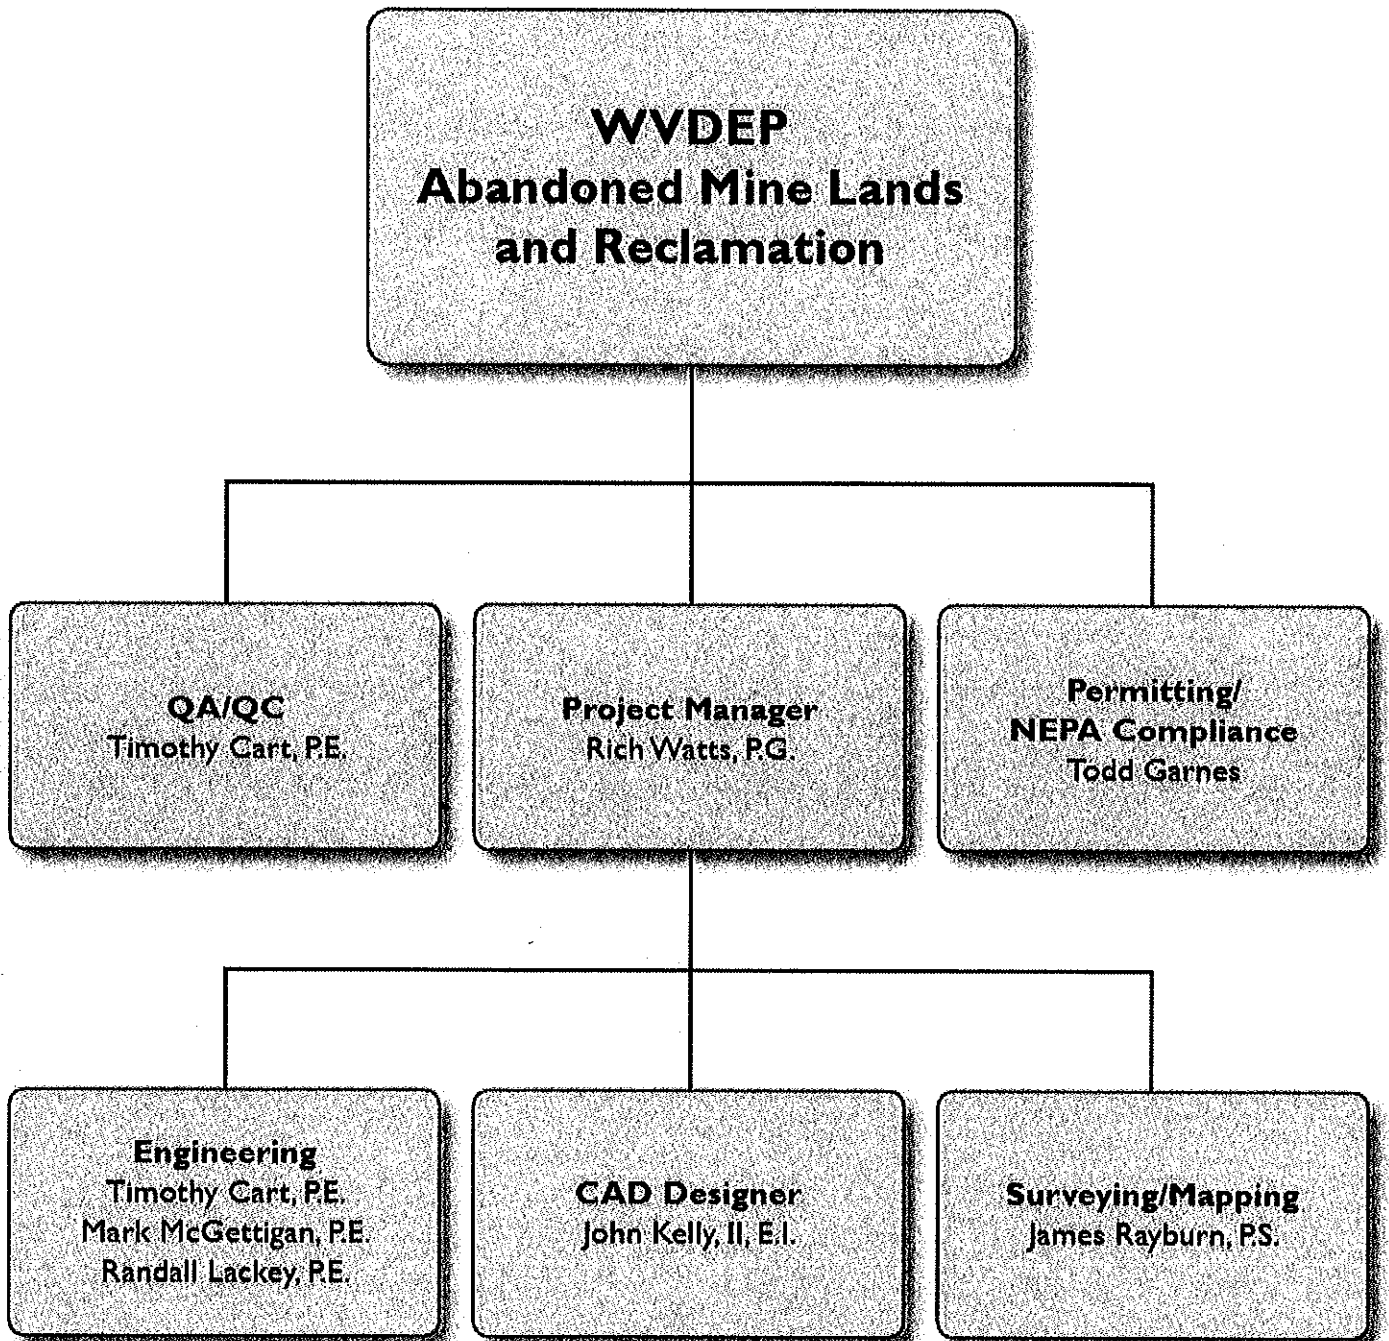 WVDEP
Abandoned Mine Lands
and Reclamation
QA/QC
Timothy Cart, P.E.
Project Manager
Rich Watts, P.G.
Permitting/
NEPA Compliance
Todd Garnes
Engineering
Timothy Cart, P.E.
Mark McGettigan, P.E.
Randall Lackey, P.E.
CAD Designer
John Kelly, II, E.I.
Surveying/Mapping
James Rayburn, P.S.